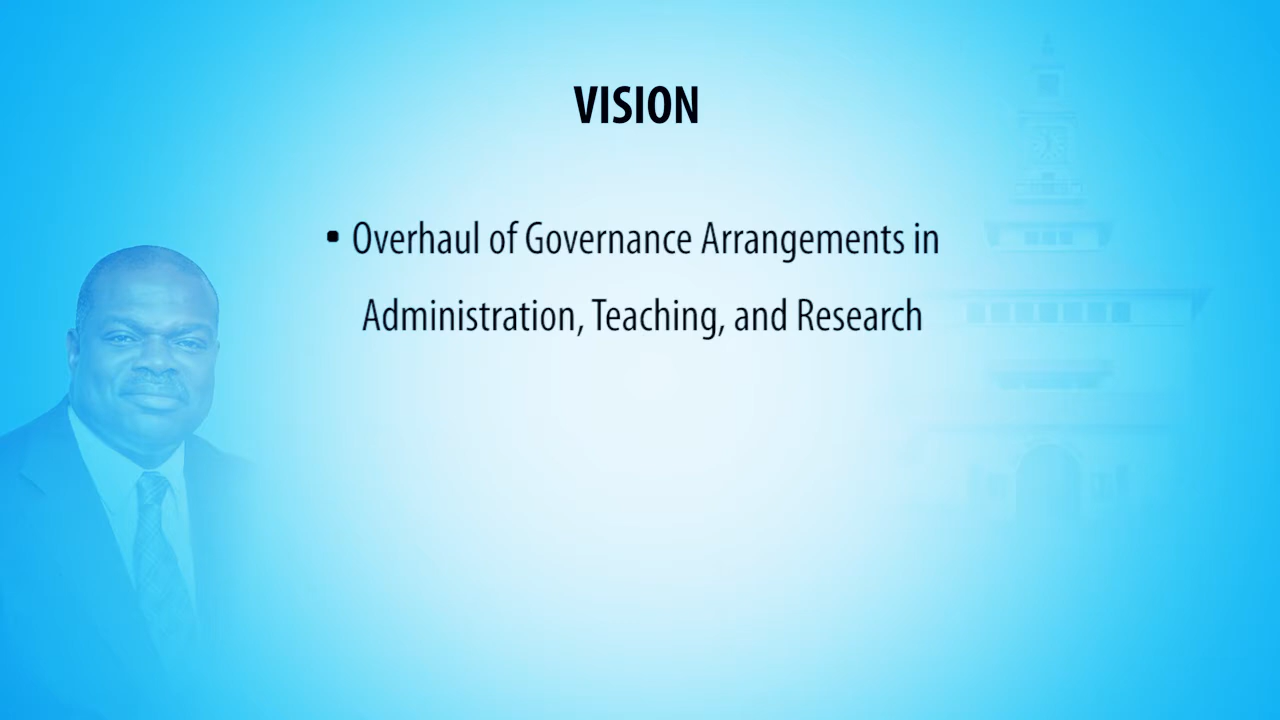 VISION
• Overhaul of Governance Arrangements in
Administration, Teaching, and Research